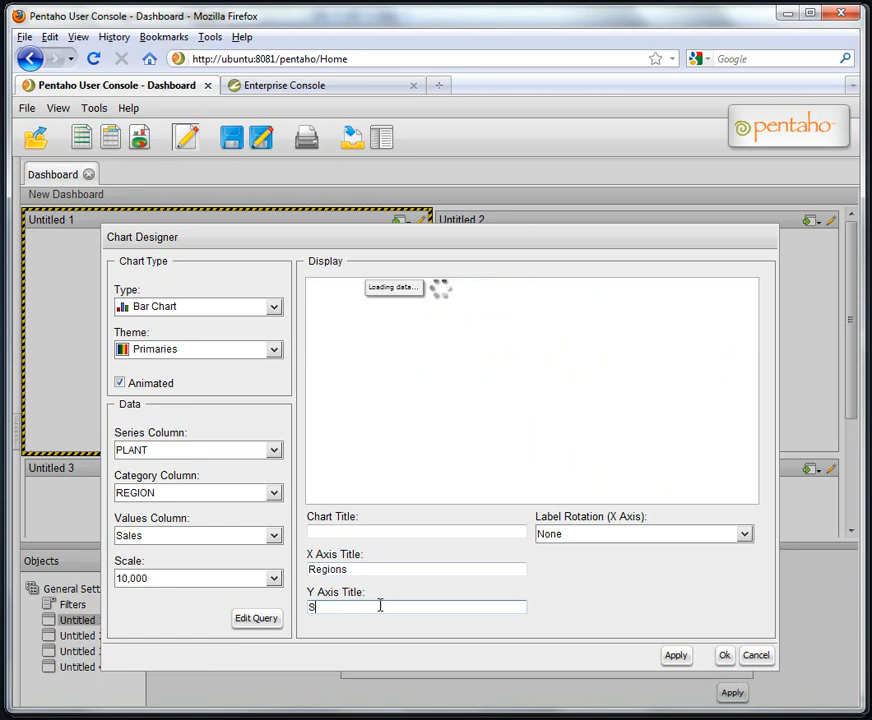 Pentaho User Console - Dashboard - Mozilla Firefox
File Edit View History Bookmarks Tools Help
http://ubuntu:8081/pentaho/Home
Google
Pentaho User Console - Dashboard
Enterprise Console
File View Tools Help
pentaho
Dashboard
New Dashboard
Untitled 1
Untitled 2
Chart Designer
Chart Type
Type:
Bar Chart
Theme:
Primaries
Animated
Data
Series Column:
PLANT
Category Column:
REGION
Values Column:
Sales
Scale:
10,000
Edit Query
Display
Loading data...
Chart Title:
Label Rotation (X Axis):
None
X Axis Title:
Regions
Y Axis Title:
S
Apply Ok Cancel
Untitled 3
Objects
General Sett
Filters
Untitled
Untitled
Untitled
Untitled
Apply